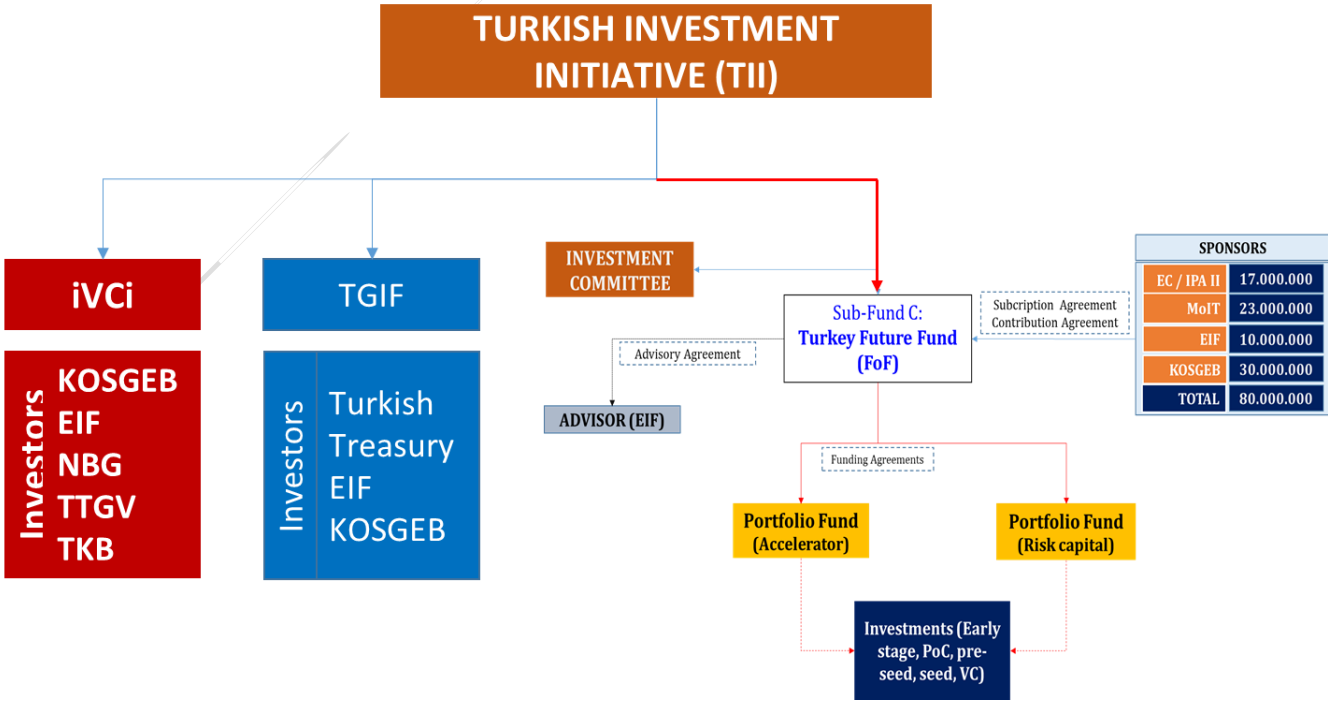 TURKISH INVESTMENT
INITIATIVE (TII)
iVCi
Investors
KOSGEB
EIF
NBG
TTGV
TKB
TGIF
Investors
Turkish
Treasury
EIF
KOSGEB
INVESTMENT
COMMITTEE
Sub-Fund C:
Turkey Future Fund
(FoF)
Subcription Agreement
Contribution Agreement
SPONSORS
EC / IPA II 17.000.000
MoIT 23.000.000
EIF 10.000.000
KOSGEB 30.000.000
TOTAL 80.000.000
Advisory Agreement
ADVISOR (EIF)
Funding Agreements
Portfolio Fund
(Accelerator)
Portfolio Fund
(Risk capital)
Investments (Early
stage, PoC, pre-
seed, seed, VC)